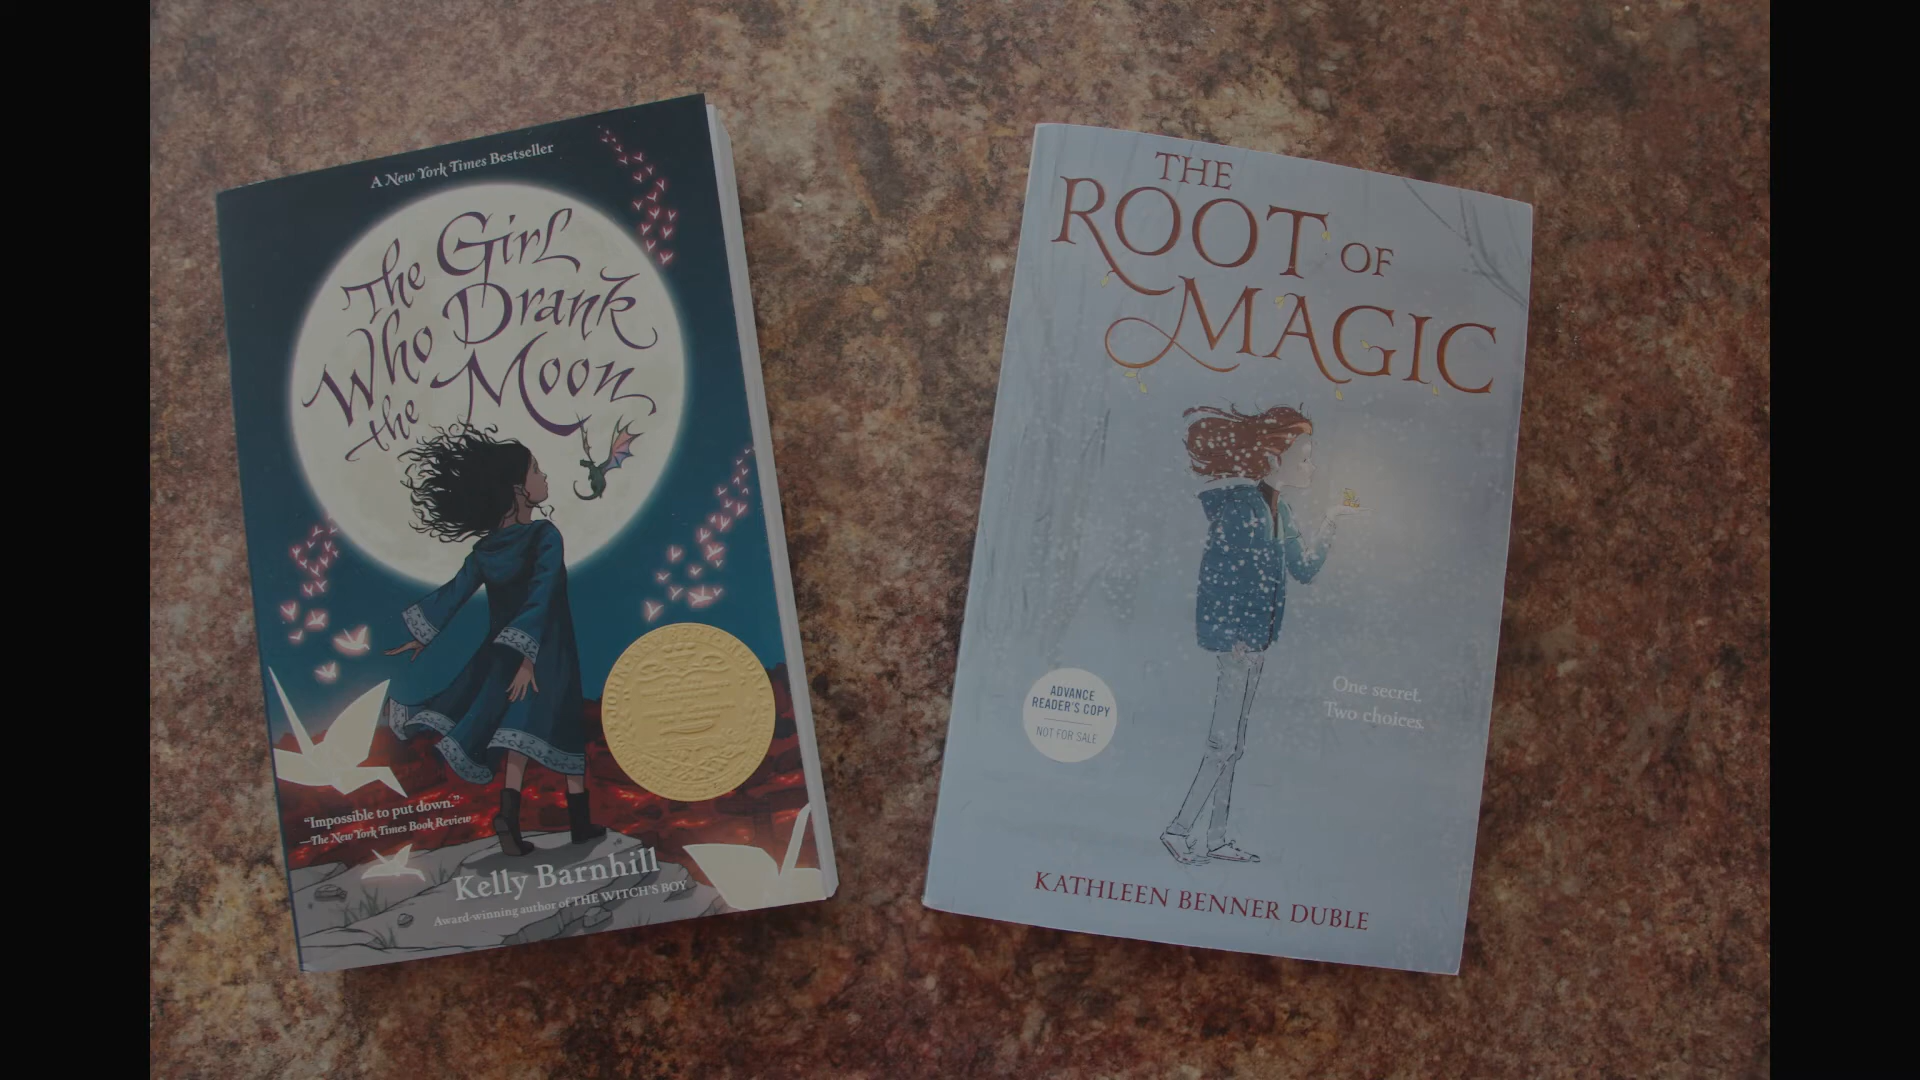 A New York Times Bestseller
The Girl
Who Drank
the Moon
"Impossible to put down."
—The New York Times Book Review
Kelly Barnhill
Award-winning author of THE WITCH'S BOY
THE
ROOT OF
MAGIC
ADVANCE
READER'S COPY
NOT FOR SALE
One secret.
Two choices.
KATHLEEN BENNER DUBLE